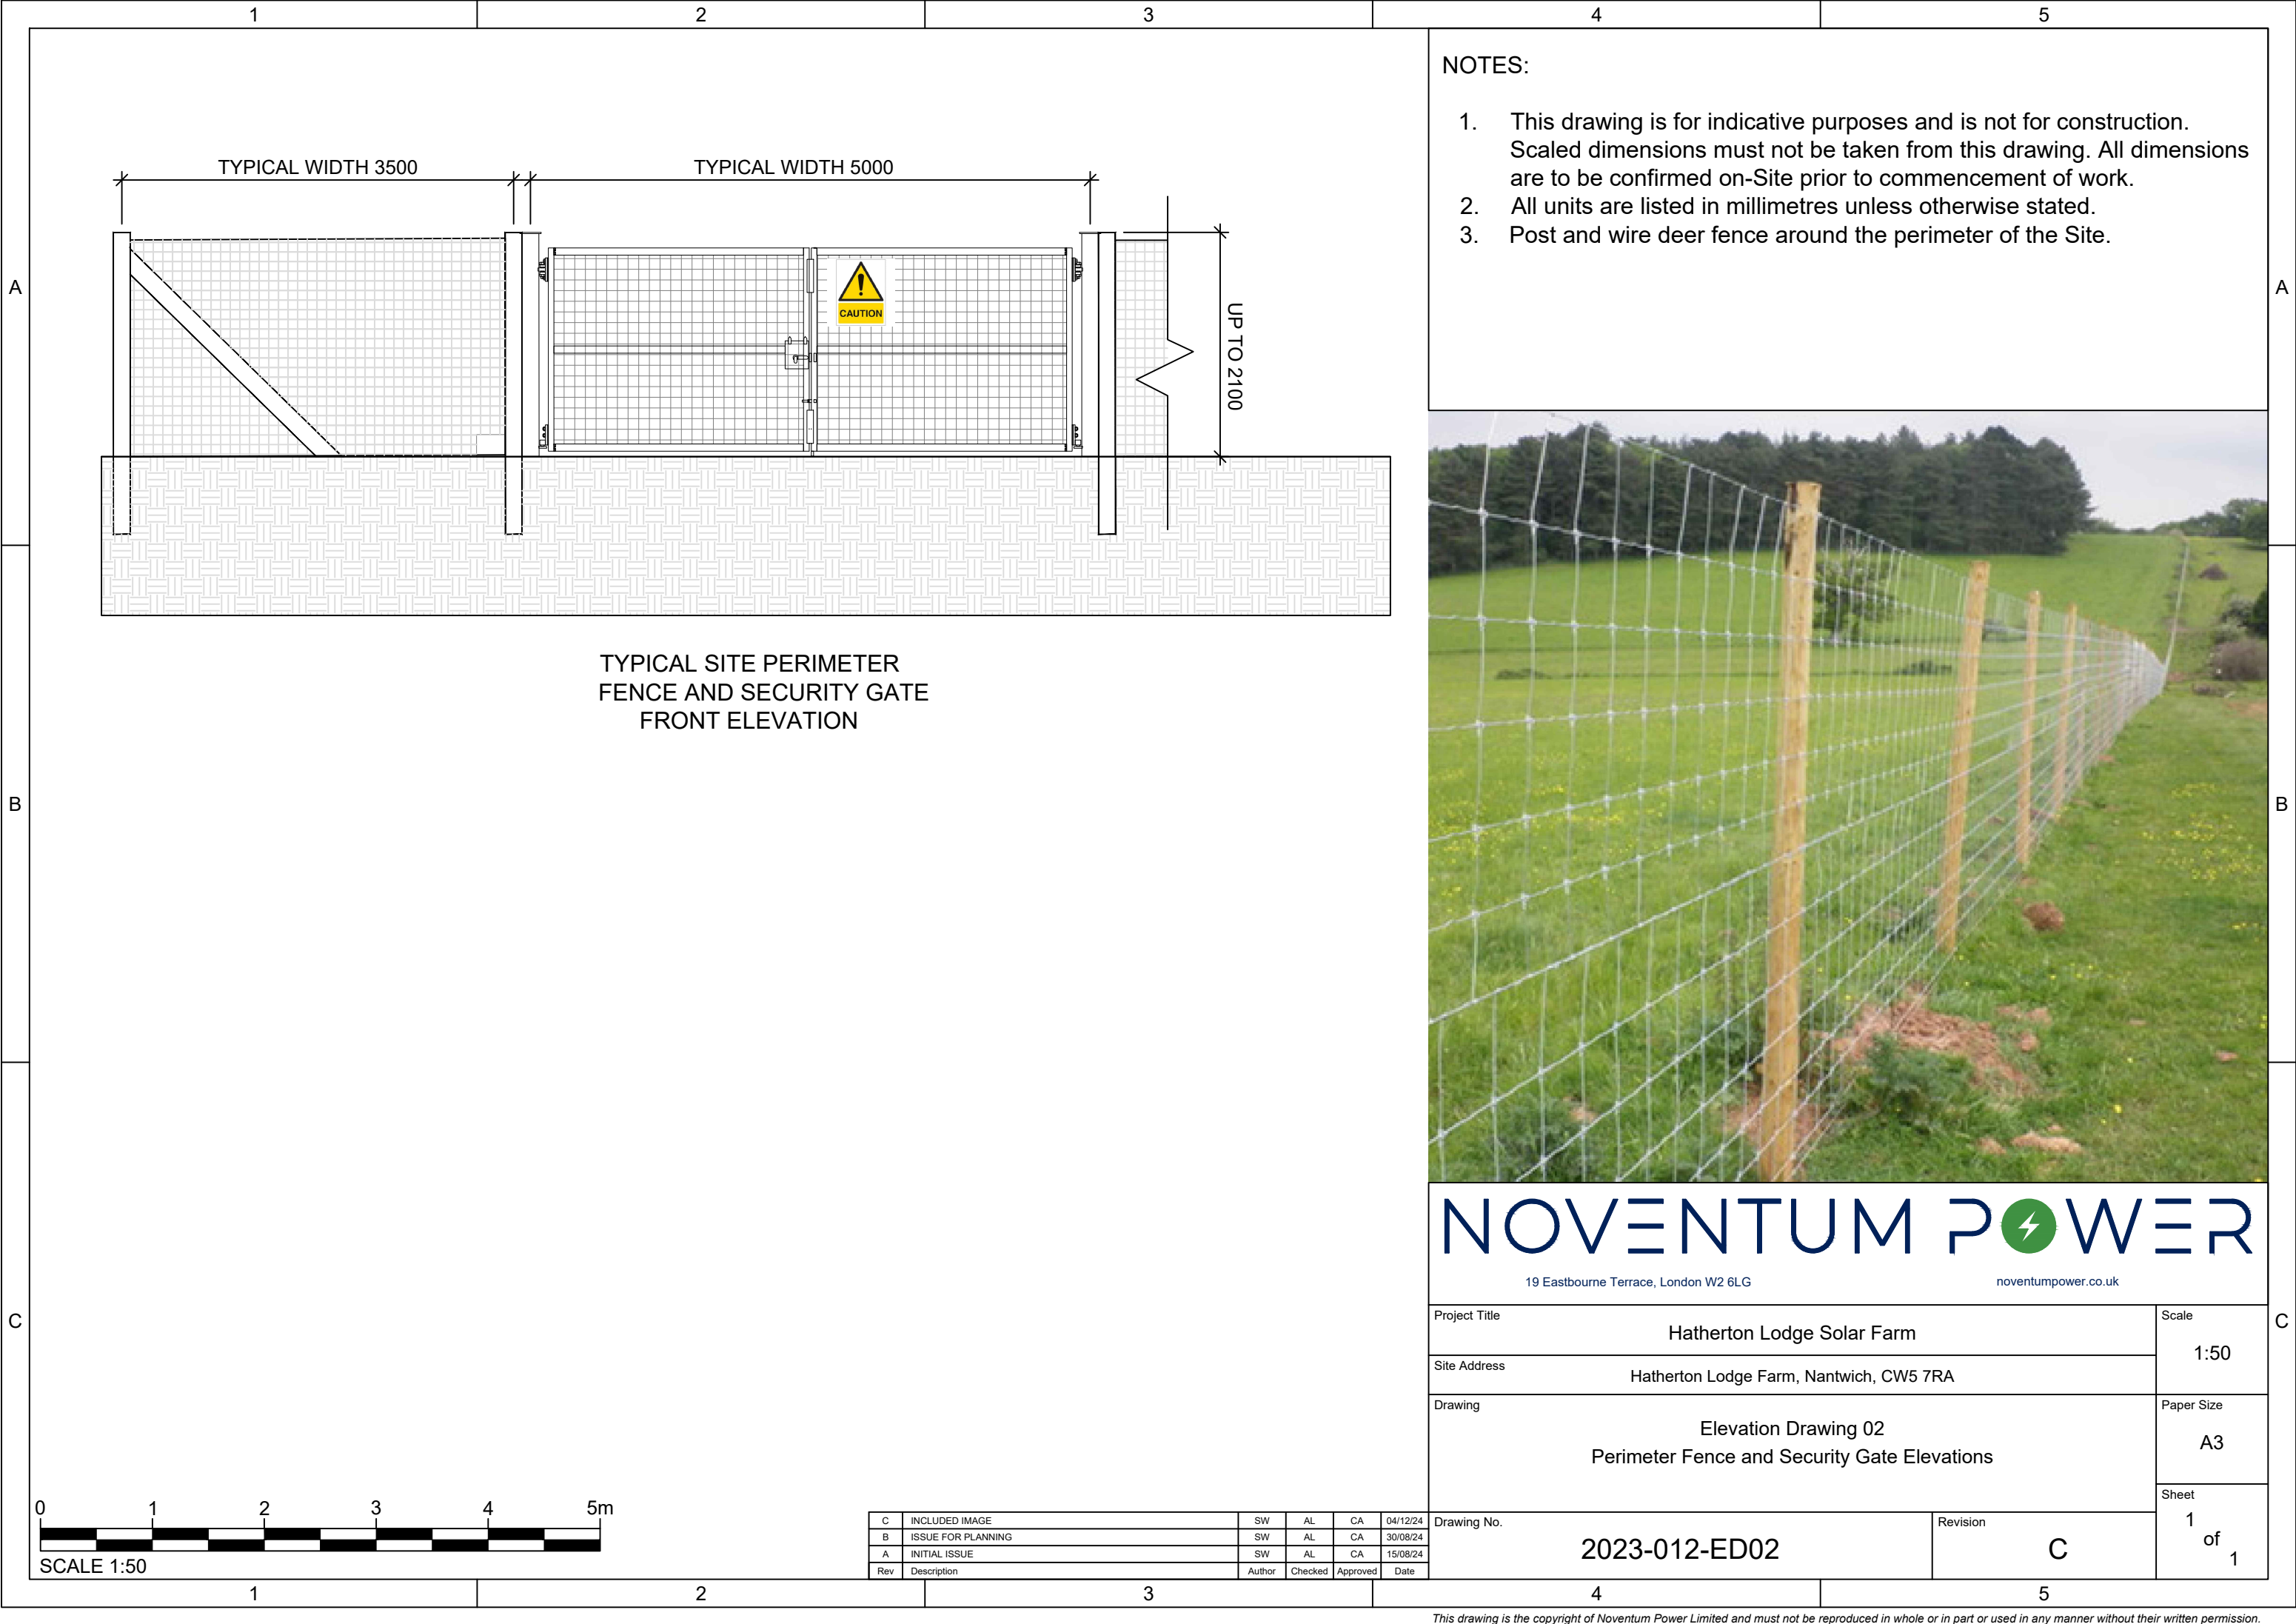 1 2 3 4 5
A A
B B
C C
TYPICAL WIDTH 3500
TYPICAL WIDTH 5000
CAUTION
UP TO 2100
TYPICAL SITE PERIMETER
FENCE AND SECURITY GATE
FRONT ELEVATION
NOTES:
1. This drawing is for indicative purposes and is not for construction.
Scaled dimensions must not be taken from this drawing. All dimensions
are to be confirmed on-Site prior to commencement of work.
2. All units are listed in millimetres unless otherwise stated.
3. Post and wire deer fence around the perimeter of the Site.
NOVENTUM POWER
19 Eastbourne Terrace, London W2 6LG noventumpower.co.uk
Project Title
Hatherton Lodge Solar Farm
Scale
1:50
Site Address
Hatherton Lodge Farm, Nantwich, CW5 7RA
Drawing
Elevation Drawing 02
Perimeter Fence and Security Gate Elevations
Paper Size
A3
Sheet
1
of
1
Drawing No.
2023-012-ED02
Revision
C
0 1 2 3 4 5m
SCALE 1:50
C INCLUDED IMAGE SW AL CA 04/12/24
B ISSUE FOR PLANNING SW AL CA 30/08/24
A INITIAL ISSUE SW AL CA 15/08/24
Rev Description Author Checked Approved Date
1 2 3 4 5
This drawing is the copyright of Noventum Power Limited and must not be reproduced in whole or in part or used in any manner without their written permission.